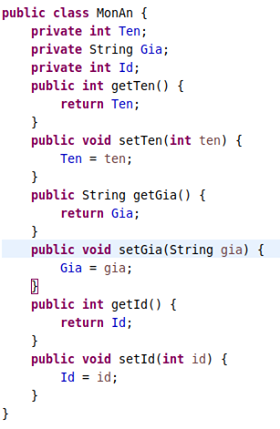 public class MonAn {
    private int Ten;
    private String Gia;
    private int Id;
    public int getTen() {
        return Ten;
    }
    public void setTen(int ten) {
        Ten = ten;
    }
    public String getGia() {
        return Gia;
    }
    public void setGia(String gia) {
        Gia = gia;
    }
    public int getId() {
        return Id;
    }
    public void setId(int id) {
        Id = id;
    }
}